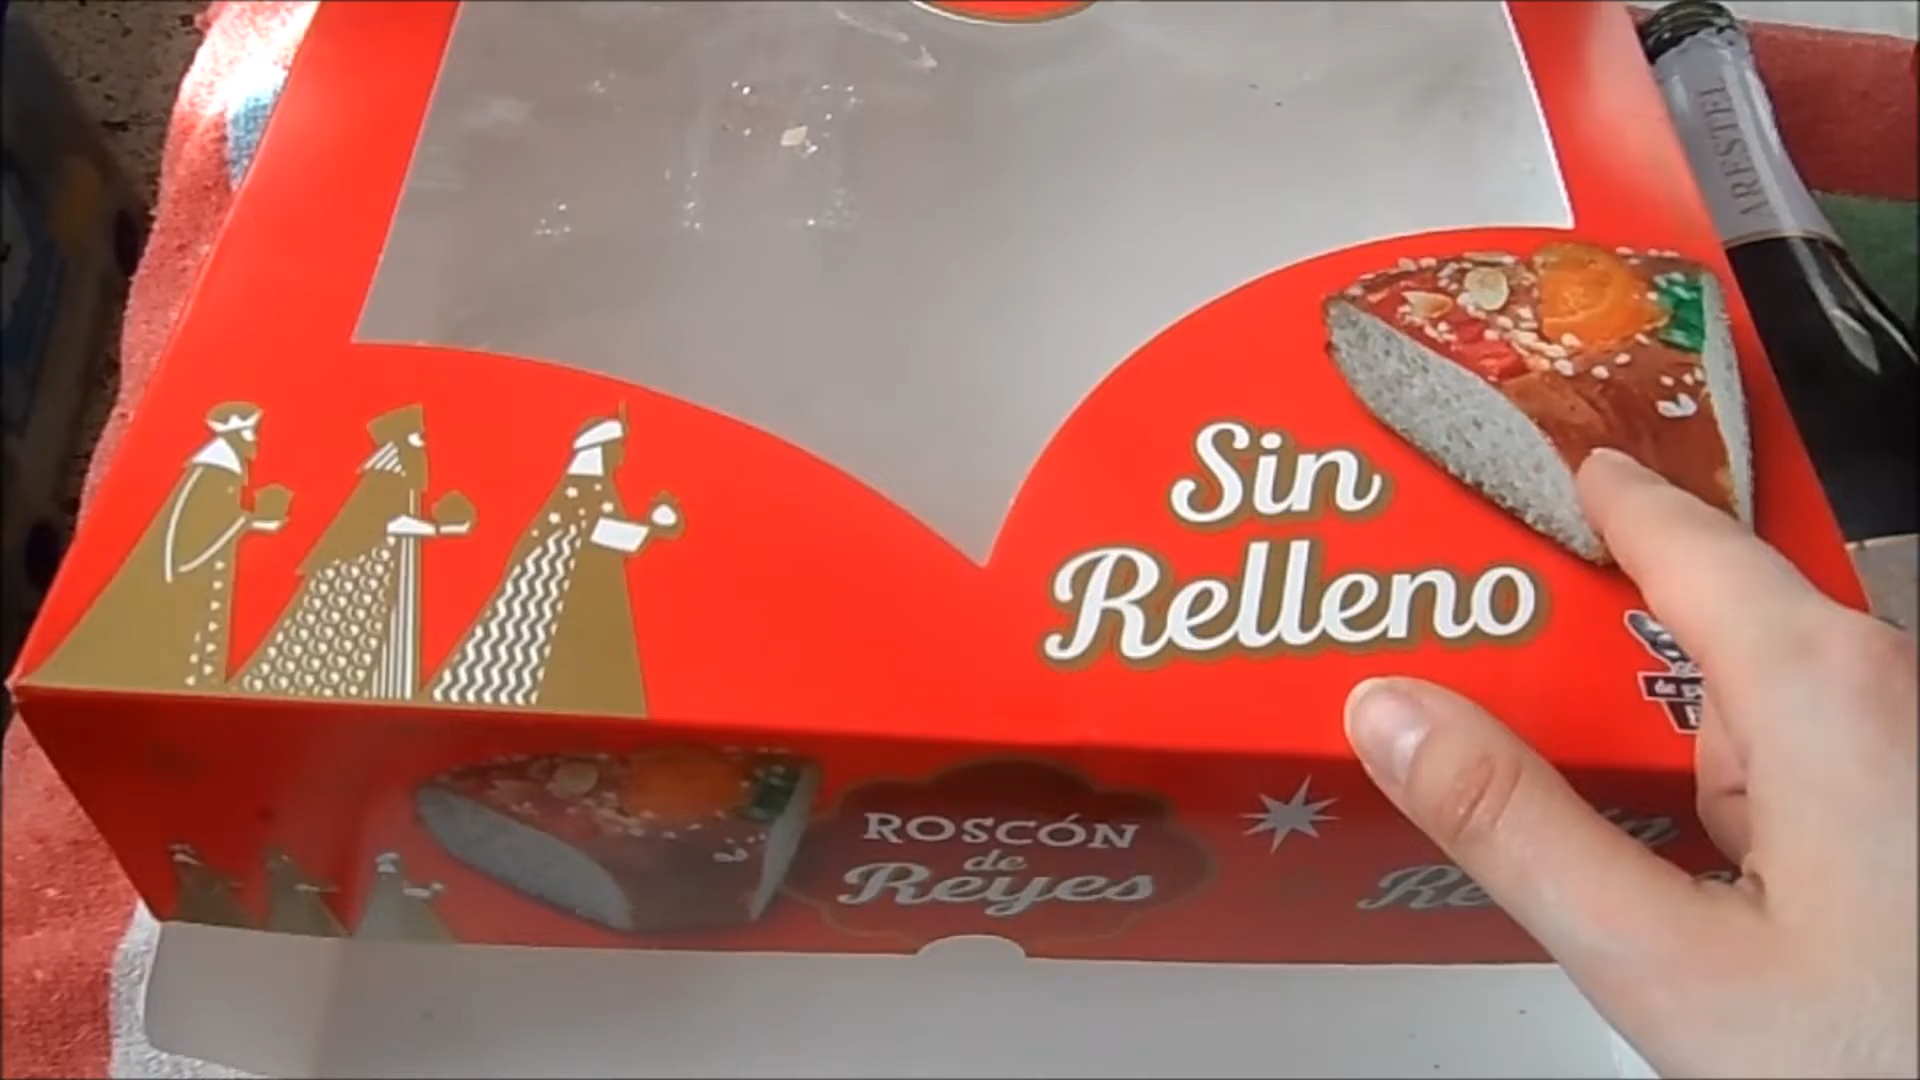 ARESTEL
Sin
Relleno
ROSCÓN
de
Reyes